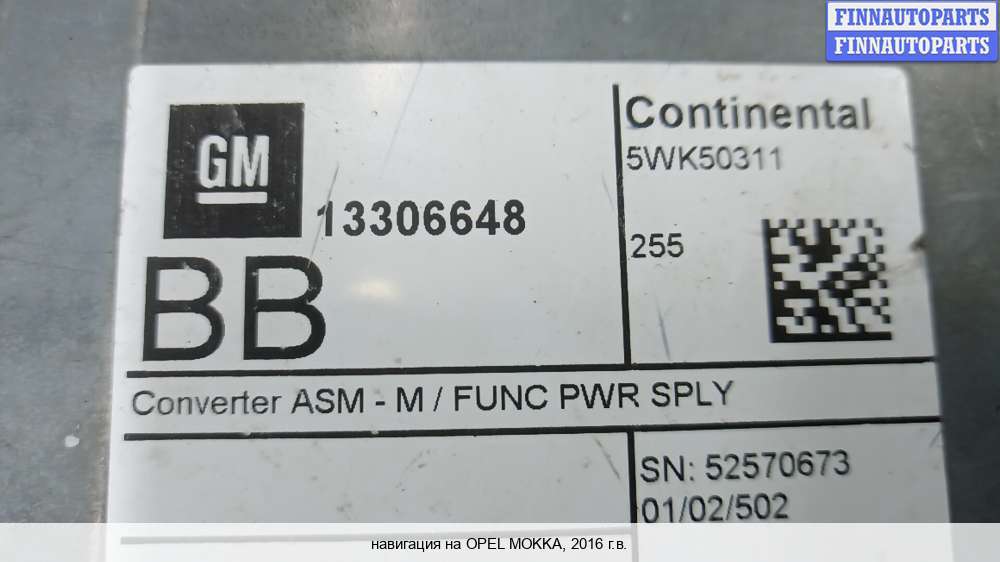 FINNAUTOPARTS
FINNAUTOPARTS
GM
13306648
BB
Continental
5WK50311
255
Converter ASM - M / FUNC PWR SPLY
SN: 52570673
01/02/502
навигация на OPEL MOKKA, 2016 г.в.